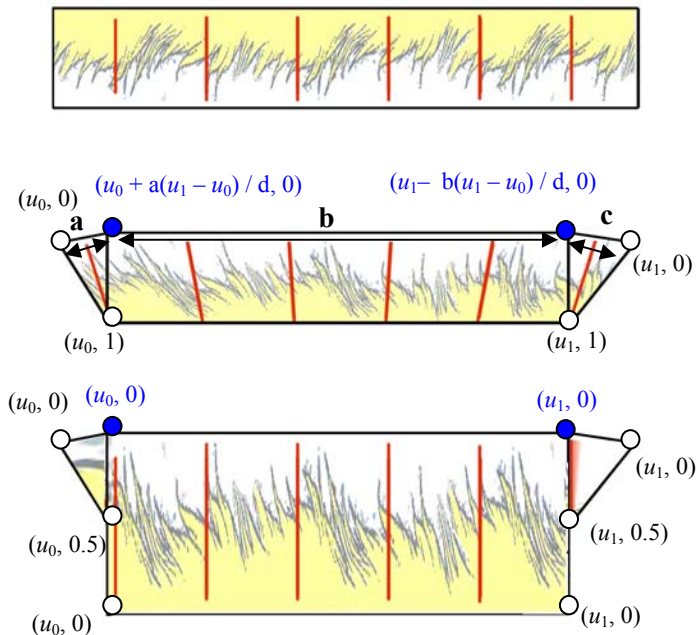 (u₀ + a(u₁ – u₀) / d, 0) (u₁– b(u₁ – u₀) / d, 0)
(u₀, 0)
a b c
(u₁, 0)
(u₀, 1) (u₁, 1)
(u₀, 0) (u₀, 0) (u₁, 0)
(u₁, 0)
(u₀, 0.5) (u₁, 0.5)
(u₀, 0) (u₁, 0)